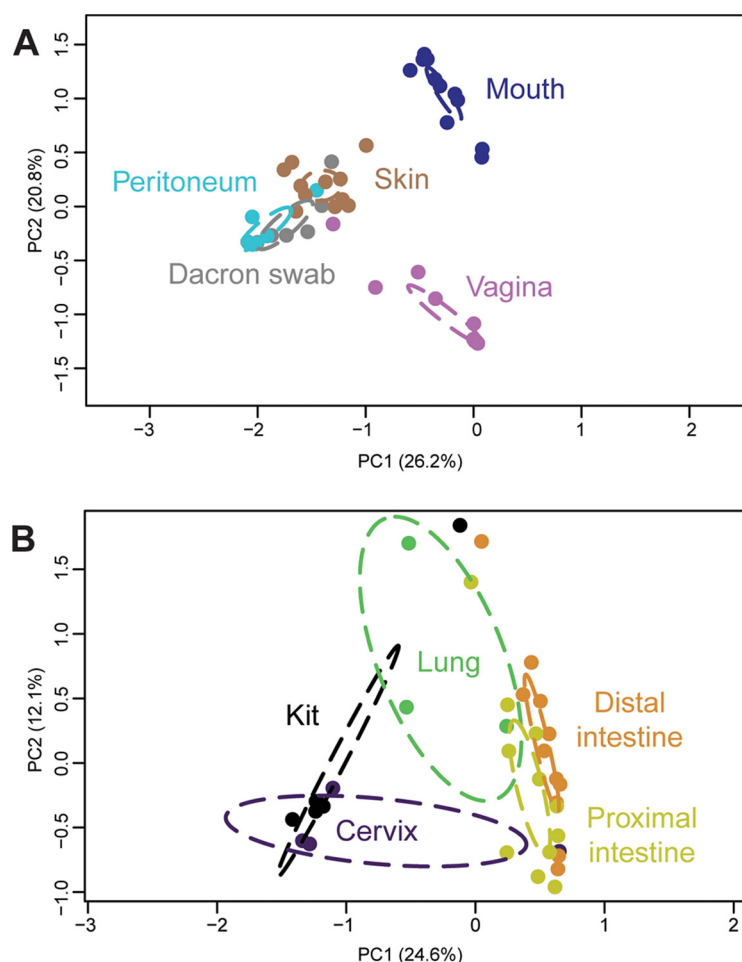 A
1.5
1.0
0.5
0.0
−0.5
−1.0
−1.5
PC2 (20.8%)
Mouth
Peritoneum
Skin
Dacron swab
Vagina
−3
−2
−1
0
1
2
PC1 (26.2%)
B
1.5
1.0
0.5
0.0
−0.5
−1.0
PC2 (12.1%)
Lung
Kit
Distal
intestine
Cervix
Proximal
intestine
−3
−2
−1
0
1
2
PC1 (24.6%)